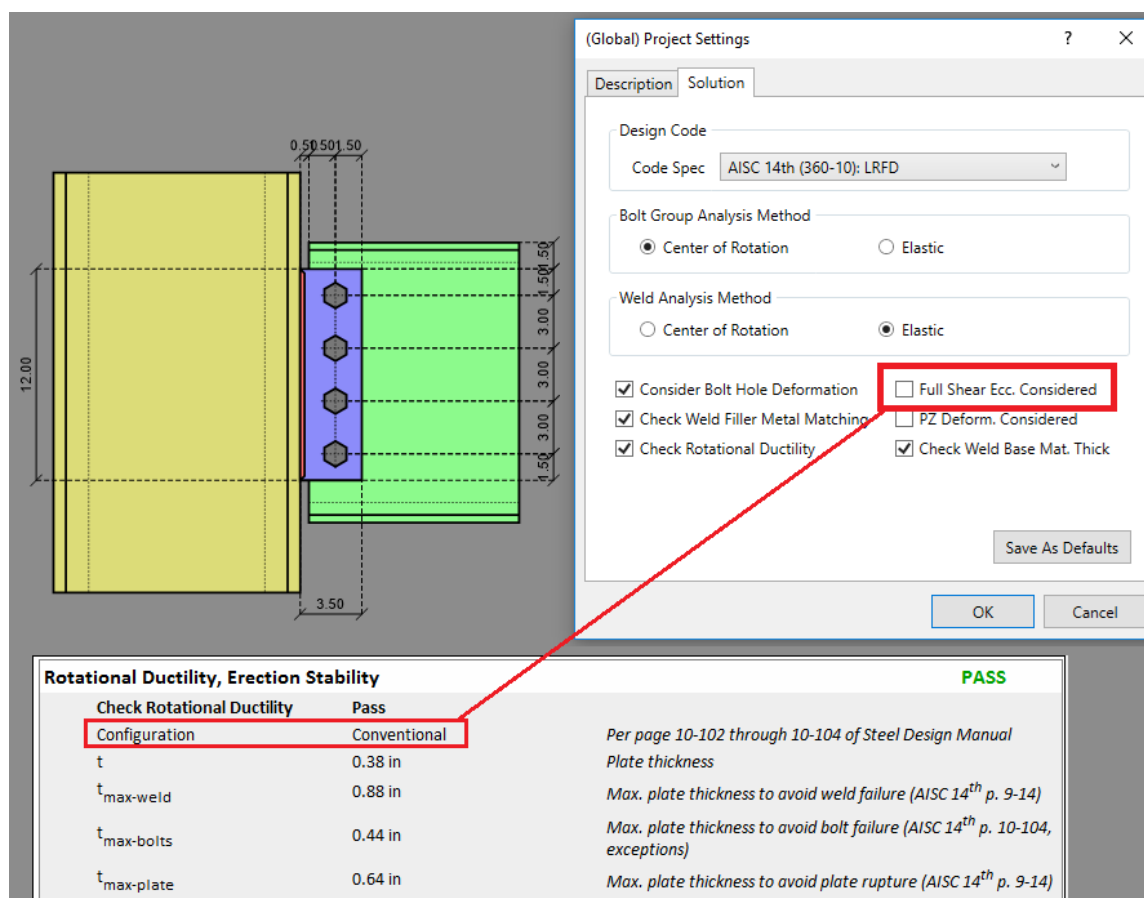 (Global) Project Settings
?
Description
Solution
Design Code
Code Spec
AISC 14th (360-10): LRFD
Bolt Group Analysis Method
Center of Rotation
Elastic
Weld Analysis Method
Center of Rotation
Elastic
Consider Bolt Hole Deformation
Full Shear Ecc. Considered
Check Weld Filler Metal Matching
PZ Deform. Considered
Check Rotational Ductility
Check Weld Base Mat. Thick
Save As Defaults
OK
Cancel
1.50
1.50
1.50
3.00
3.00
3.00
1.50
12.00
3.50
Rotational Ductility, Erection Stability PASS
Check Rotational Ductility Pass
Configuration Conventional Per page 10-102 through 10-104 of Steel Design Manual
t 0.38 in Plate thickness
tmax-weld 0.88 in Max. plate thickness to avoid weld failure (AISC 14th p. 9-14)
tmax-bolts 0.44 in Max. plate thickness to avoid bolt failure (AISC 14th p. 10-104,
exceptions)
tmax-plate 0.64 in Max. plate thickness to avoid plate rupture (AISC 14th p. 9-14)